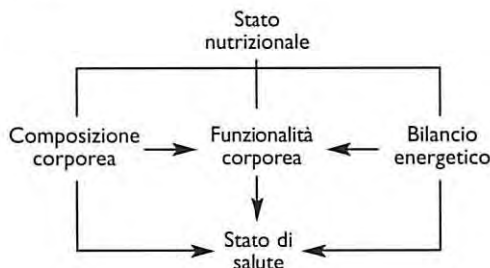 Stato
nutrizionale
Composizione
corporea
Funzionalità
corporea
Bilancio
energetico
Stato di
salute